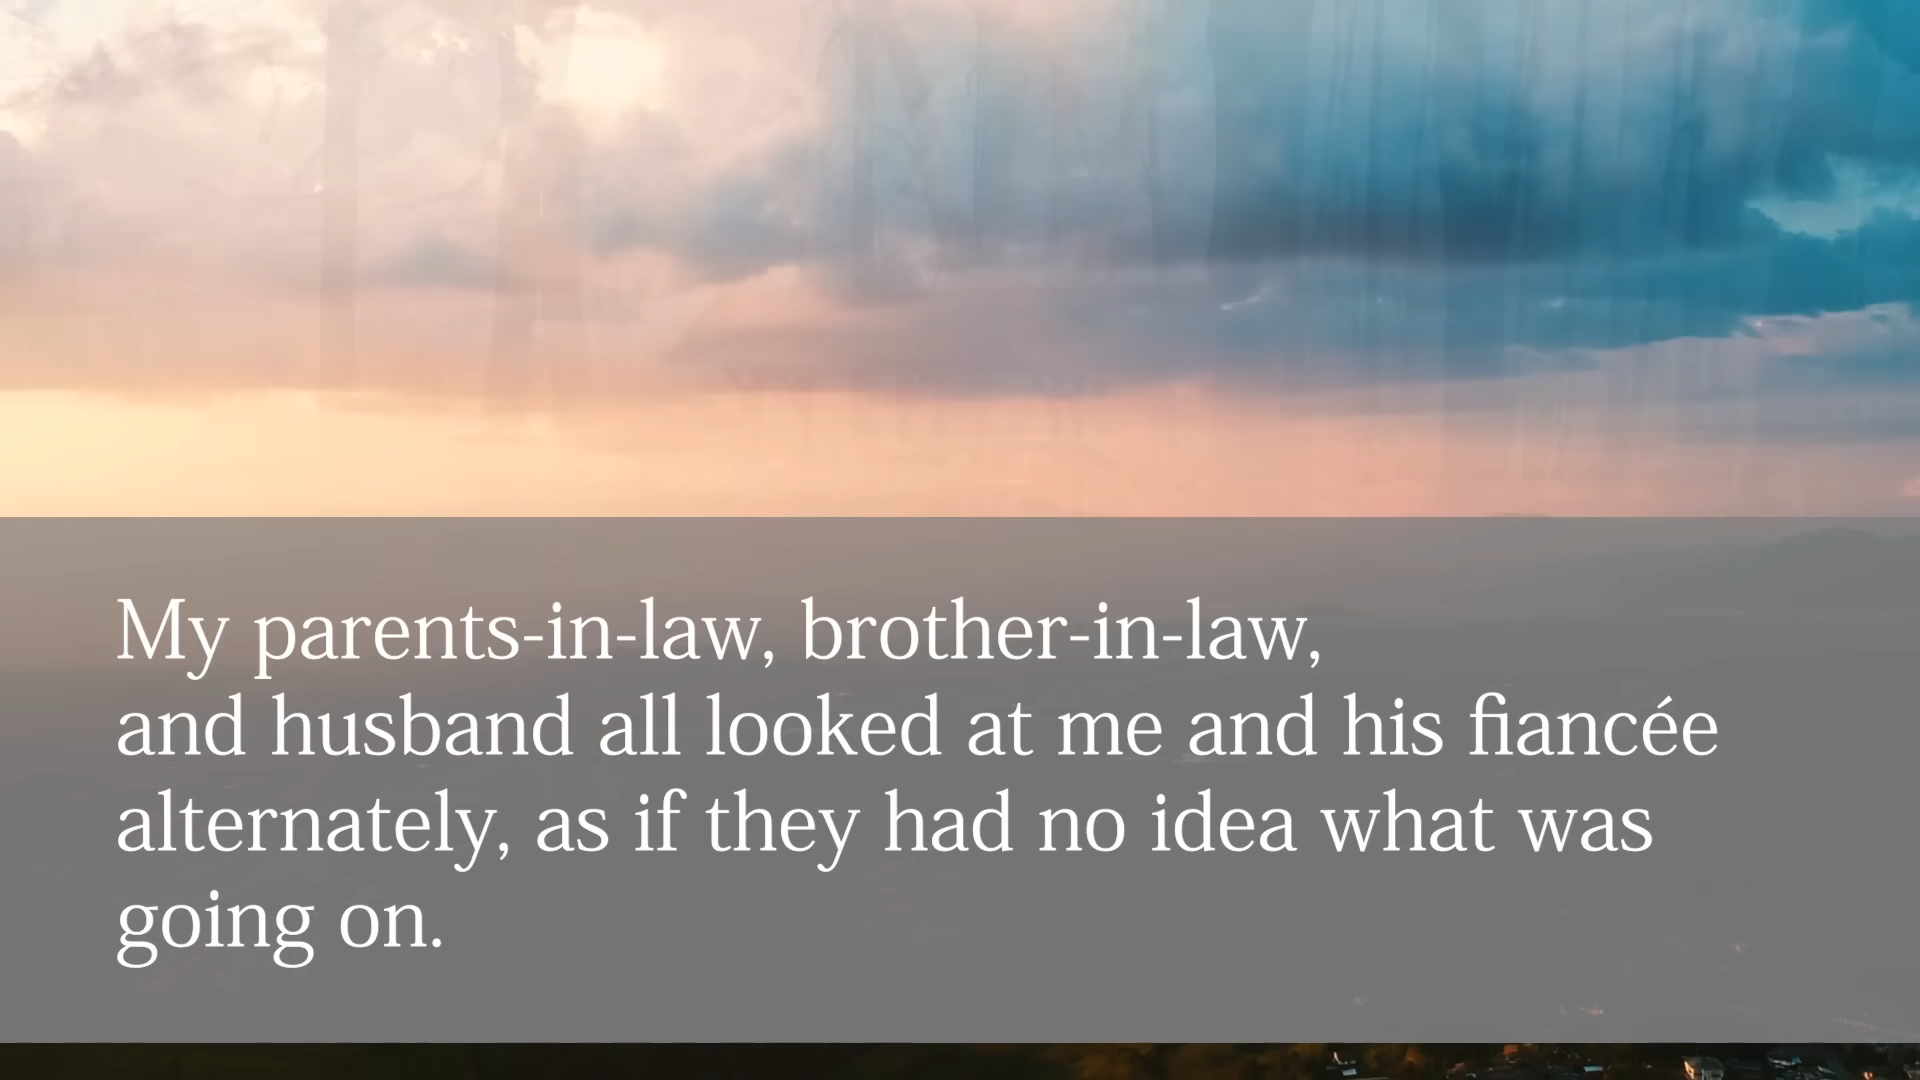 My parents-in-law, brother-in-law,
and husband all looked at me and his fiancée
alternately, as if they had no idea what was
going on.